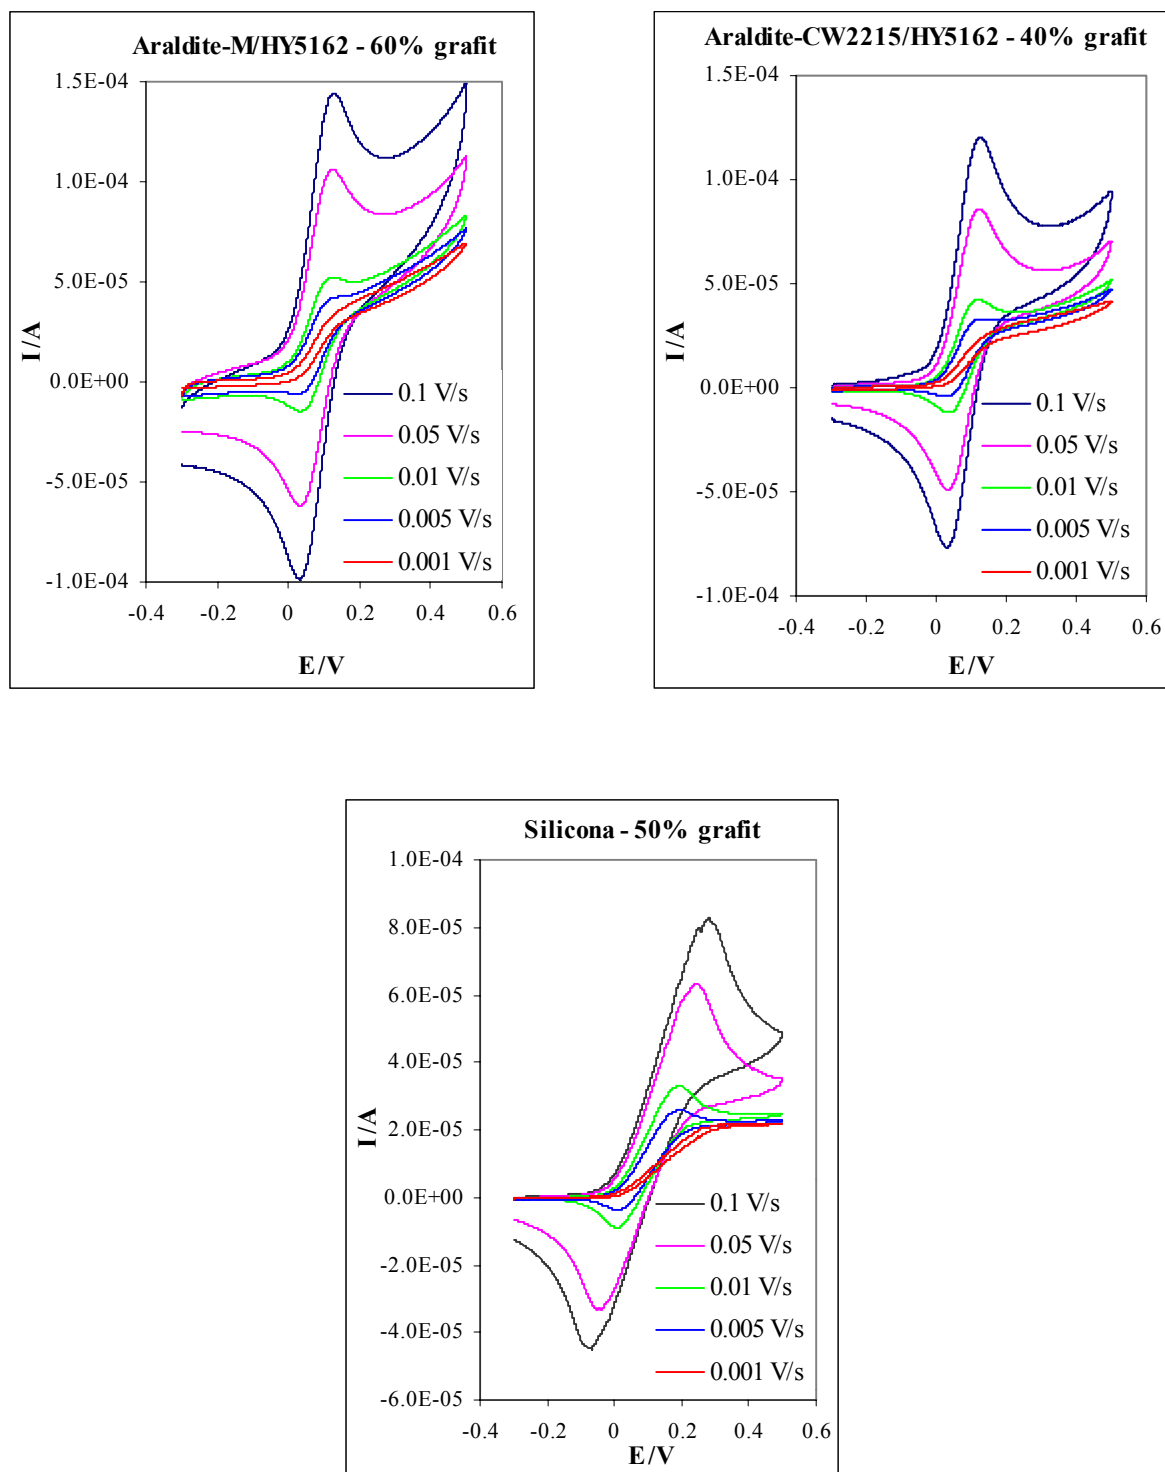 Araldite-M/HY5162 - 60% grafit
1.5E-04
1.0E-04
5.0E-05
0.0E+00
-5.0E-05
-1.0E-04
I/A
0.1 V/s
0.05 V/s
0.01 V/s
0.005 V/s
0.001 V/s
-0.4 -0.2 0 0.2 0.4 0.6
E/V
Araldite-CW2215/HY5162 - 40% grafit
1.5E-04
1.0E-04
5.0E-05
0.0E+00
-5.0E-05
-1.0E-04
I/A
0.1 V/s
0.05 V/s
0.01 V/s
0.005 V/s
0.001 V/s
-0.4 -0.2 0 0.2 0.4 0.6
E/V
Silicona - 50% grafit
1.0E-04
8.0E-05
6.0E-05
4.0E-05
2.0E-05
0.0E+00
-2.0E-05
-4.0E-05
-6.0E-05
I/A
0.1 V/s
0.05 V/s
0.01 V/s
0.005 V/s
0.001 V/s
-0.4 -0.2 0 0.2 0.4 0.6
E/V